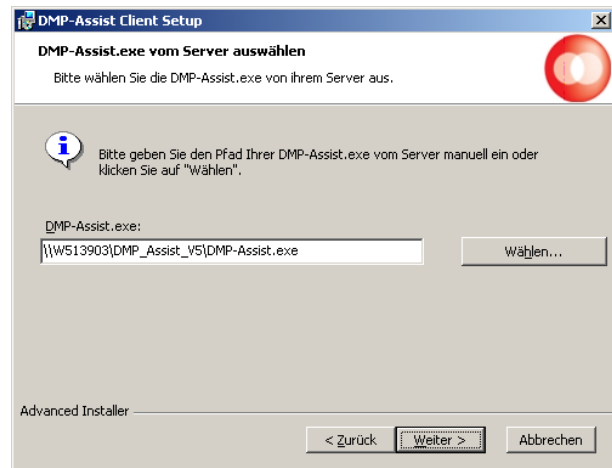 DMP-Assist Client Setup
DMP-Assist.exe vom Server auswählen
Bitte wählen Sie die DMP-Assist.exe von ihrem Server aus.
Bitte geben Sie den Pfad Ihrer DMP-Assist.exe vom Server manuell ein oder
klicken Sie auf "Wählen".
DMP-Assist.exe:
\\W513903\DMP_Assist_V5\DMP-Assist.exe
Wählen...
Advanced Installer
< Zurück
Weiter >
Abbrechen